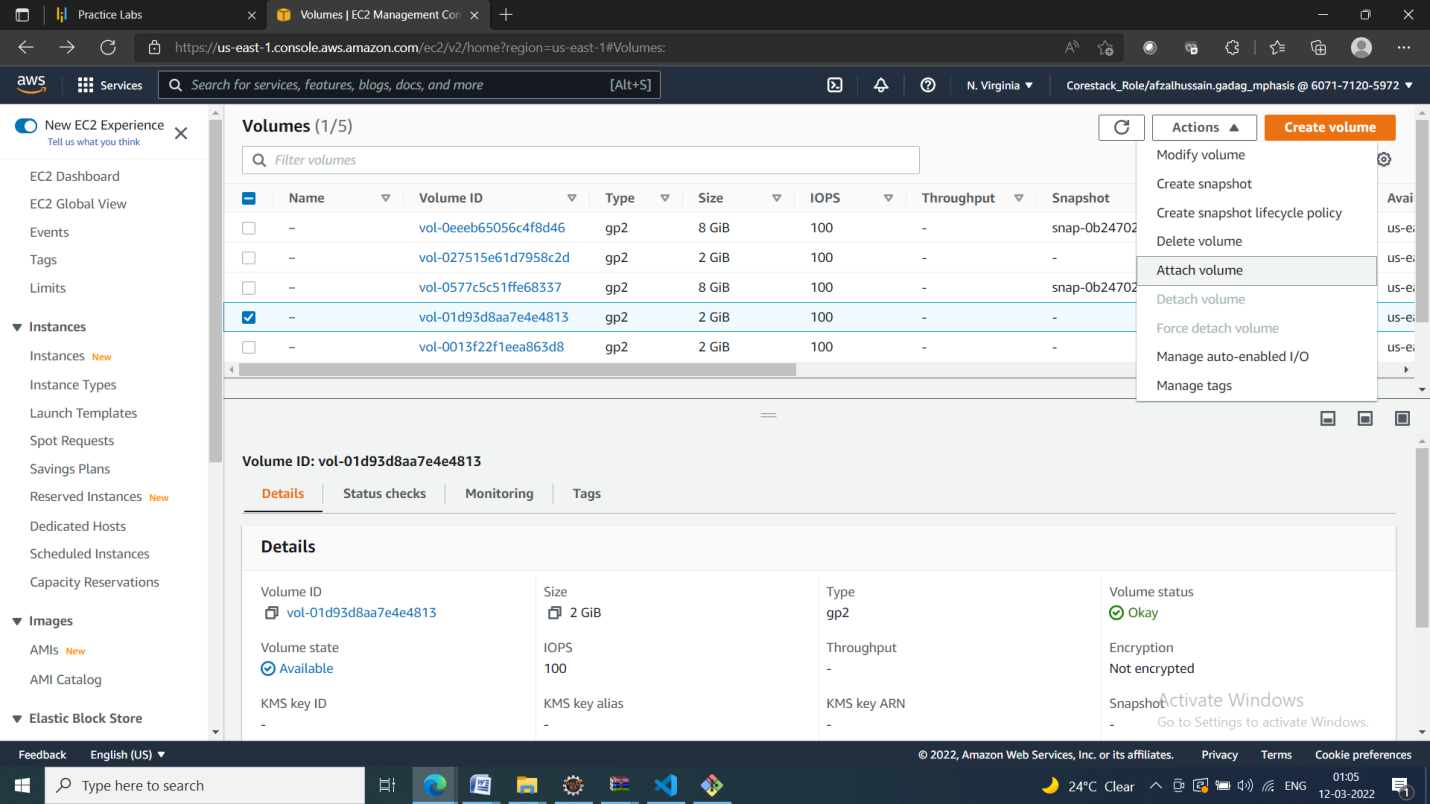 Practice Labs
Volumes | EC2 Management Con
https://us-east-1.console.aws.amazon.com/ec2/v2/home?region=us-east-1#Volumes:
aws
Services
Search for services, features, blogs, docs, and more
[Alt+S]
N. Virginia
Corestack_Role/afzalhussain.gadag_mphasis @ 6071-7120-5972
New EC2 Experience
Tell us what you think
EC2 Dashboard
EC2 Global View
Events
Tags
Limits
Instances
Instances New
Instance Types
Launch Templates
Spot Requests
Savings Plans
Reserved Instances New
Dedicated Hosts
Scheduled Instances
Capacity Reservations
Images
AMIs New
AMI Catalog
Elastic Block Store
Volumes (1/5)
Actions
Create volume
Filter volumes
Name Volume ID Type Size IOPS Throughput Snapshot Avai
– vol-0eeeb65056c4f8d46 gp2 8 GiB 100 - snap-0b24702 us-ea
– vol-027515e61d7958c2d gp2 2 GiB 100 - - us-ea
– vol-0577c5c51ffe68337 gp2 8 GiB 100 - snap-0b24702 us-ea
– vol-01d93d8aa7e4e4813 gp2 2 GiB 100 - - us-ea
– vol-0013f22f1eea863d8 gp2 2 GiB 100 - - us-ea
Modify volume
Create snapshot
Create snapshot lifecycle policy
Delete volume
Attach volume
Detach volume
Force detach volume
Manage auto-enabled I/O
Manage tags
Volume ID: vol-01d93d8aa7e4e4813
Details Status checks Monitoring Tags
Details
Volume ID
vol-01d93d8aa7e4e4813
Size
2 GiB
Type
gp2
Volume status
Okay
Volume state
Available
IOPS
100
Throughput
-
Encryption
Not encrypted
KMS key ID
-
KMS key alias
-
KMS key ARN
-
Snapshot
-
Activate Windows
Go to Settings to activate Windows.
Feedback English (US)
© 2022, Amazon Web Services, Inc. or its affiliates. Privacy Terms Cookie preferences
Type here to search
24°C Clear
ENG
01:05
12-03-2022
1